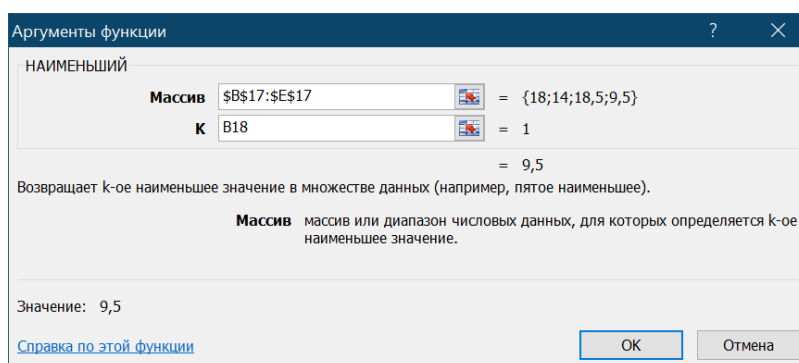 Аргументы функции ? ×
НАИМЕНЬШИЙ
Массив $B$17:$E$17 = {18;14;18,5;9,5}
K B18 = 1
= 9,5
Возвращает k-ое наименьшее значение в множестве данных (например, пятое наименьшее).
Массив массив или диапазон числовых данных, для которых определяется k-ое
наименьшее значение.
Значение: 9,5
Справка по этой функции
ОК Отмена